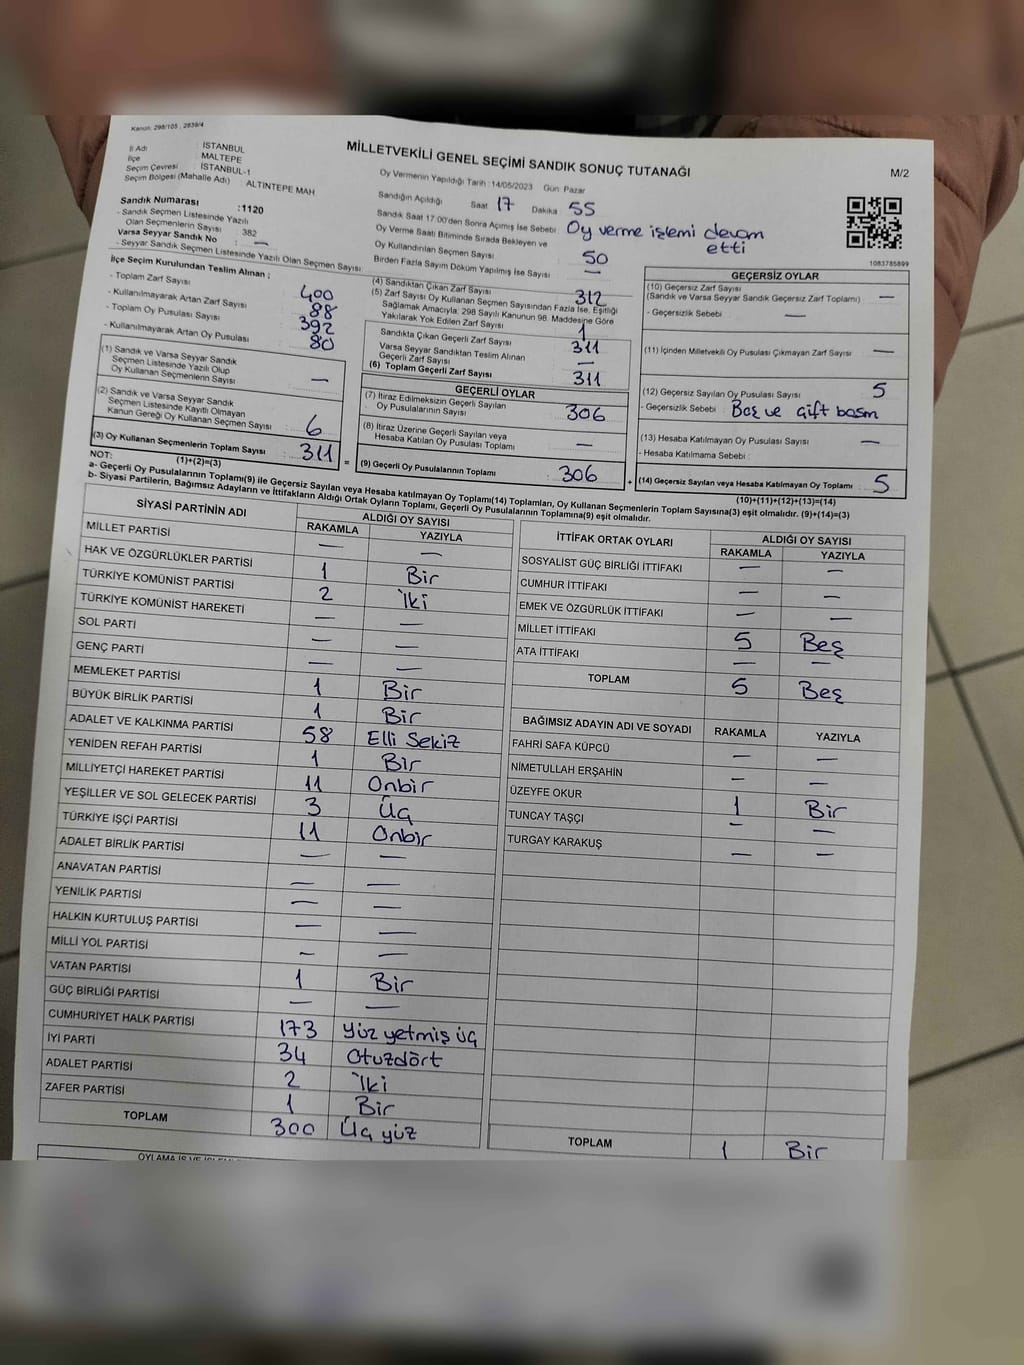 Kanun: 298/105 , 2839/4
İl Adı : İSTANBUL
İlçe : MALTEPE
Seçim Çevresi : İSTANBUL-1
Seçim Bölgesi (Mahalle Adı) ALTINTEPE MAH
MİLLETVEKİLİ GENEL SEÇİMİ SANDIK SONUÇ TUTANAĞI
M/2
Oy Vermenin Yapıldığı Tarih : 14/05/2023 Gün Pazar
Sandığın Açıldığı Saat 17 Dakika 55
Sandık Saat 17.00'den Sonra Açılmış İse Sebebi : Oy verme işlemi devam etti
Oy Verme Saati Bitiminde Sırada Bekleyen ve
Oy Kullandırılan Seçmen Sayısı 50
Birden Fazla Sayım Döküm Yapılmış İse Sayısı —
1083785899
Sandık Numarası :1120
- Sandık Seçmen Listesinde Yazılı
Olan Seçmenlerin Sayısı : 382
Varsa Seyyar Sandık No : —
- Seyyar Sandık Seçmen Listesinde Yazılı Olan Seçmen Sayısı
İlçe Seçim Kurulundan Teslim Alınan ;
- Toplam Zarf Sayısı 400
- Kullanılmayarak Artan Zarf Sayısı 88
- Toplam Oy Pusulası Sayısı 392
- Kullanılmayarak Artan Oy Pusulası 80
(1) Sandık ve Varsa Seyyar Sandık
Seçmen Listesinde Yazılı Olup
Oy Kullanan Seçmenlerin Sayısı : —
(2) Sandık ve Varsa Seyyar Sandık
Seçmen Listesinde Kayıtlı Olmayan
Kanun Gereği Oy Kullanan Seçmen Sayısı : 6
(3) Oy Kullanan Seçmenlerin Toplam Sayısı : 311
(1)+(2)=(3)
(4) Sandıktan Çıkan Zarf Sayısı 312
(5) Zarf Sayısı Oy Kullanan Seçmen Sayısından Fazla İse, Eşitliği
Sağlamak Amacıyla; 298 Sayılı Kanunun 98. Maddesine Göre
Yakılarak Yok Edilen Zarf Sayısı 1
Sandıkta Çıkan Geçerli Zarf Sayısı 311
Varsa Seyyar Sandıktan Teslim Alınan
Geçerli Zarf Sayısı —
(6) Toplam Geçerli Zarf Sayısı 311
GEÇERLİ OYLAR
(7) İtiraz Edilmeksizin Geçerli Sayılan
Oy Pusulalarının Sayısı : 306
(8) İtiraz Üzerine Geçerli Sayılan veya
Hesaba Katılan Oy Pusulası Toplamı : —
= (9) Geçerli Oy Pusulalarının Toplamı : 306 +
GEÇERSİZ OYLAR
(10) Geçersiz Zarf Sayısı
(Sandık ve Varsa Seyyar Sandık Geçersiz Zarf Toplamı) —
- Geçersizlik Sebebi : —
(11) İçinden Milletvekili Oy Pusulası Çıkmayan Zarf Sayısı —
(12) Geçersiz Sayılan Oy Pusulası Sayısı : 5
- Geçersizlik Sebebi : Boş ve çift basım
(13) Hesaba Katılmayan Oy Pusulası Sayısı : —
- Hesaba Katılmama Sebebi :
(14) Geçersiz Sayılan veya Hesaba Katılmayan Oy Toplamı : 5
(10)+(11)+(12)+(13)=(14)
NOT:
a- Geçerli Oy Pusulalarının Toplamı(9) ile Geçersiz Sayılan veya Hesaba katılmayan Oy Toplamı(14) Toplamları, Oy Kullanan Seçmenlerin Toplam Sayısına(3) eşit olmalıdır. (9)+(14)=(3)
b- Siyasi Partilerin, Bağımsız Adayların ve İttifakların Aldığı Ortak Oyların Toplamı, Geçerli Oy Pusulalarının Toplamına(9) eşit olmalıdır.
SİYASİ PARTİNİN ADI ALDIĞI OY SAYISI
RAKAMLA YAZIYLA
MİLLET PARTİSİ — —
HAK VE ÖZGÜRLÜKLER PARTİSİ 1 Bir
TÜRKİYE KOMÜNİST PARTİSİ 2 İki
TÜRKİYE KOMÜNİST HAREKETİ — —
SOL PARTİ — —
GENÇ PARTİ — —
MEMLEKET PARTİSİ 1 Bir
BÜYÜK BİRLİK PARTİSİ 1 Bir
ADALET VE KALKINMA PARTİSİ 58 Elli Sekiz
YENİDEN REFAH PARTİSİ 1 Bir
MİLLİYETÇİ HAREKET PARTİSİ 11 Onbir
YEŞİLLER VE SOL GELECEK PARTİSİ 3 Üç
TÜRKİYE İŞÇİ PARTİSİ 11 Onbir
ADALET BİRLİK PARTİSİ — —
ANAVATAN PARTİSİ — —
YENİLİK PARTİSİ — —
HALKIN KURTULUŞ PARTİSİ — —
MİLLİ YOL PARTİSİ — —
VATAN PARTİSİ 1 Bir
GÜÇ BİRLİĞİ PARTİSİ — —
CUMHURİYET HALK PARTİSİ 173 Yüz yetmiş üç
İYİ PARTİ 34 Otuzdört
ADALET PARTİSİ 2 İki
ZAFER PARTİSİ 1 Bir
TOPLAM 300 Üç yüz
İTTİFAK ORTAK OYLARI ALDIĞI OY SAYISI
RAKAMLA YAZIYLA
SOSYALİST GÜÇ BİRLİĞİ İTTİFAKI — —
CUMHUR İTTİFAKI — —
EMEK VE ÖZGÜRLÜK İTTİFAKI — —
MİLLET İTTİFAKI 5 Beş
ATA İTTİFAKI — —
TOPLAM 5 Beş
BAĞIMSIZ ADAYIN ADI VE SOYADI RAKAMLA YAZIYLA
FAHRİ SAFA KÜPCÜ — —
NİMETULLAH ERŞAHİN — —
ÜZEYFE OKUR 1 Bir
TUNCAY TAŞÇI — —
TURGAY KARAKUŞ — —
TOPLAM 1 Bir